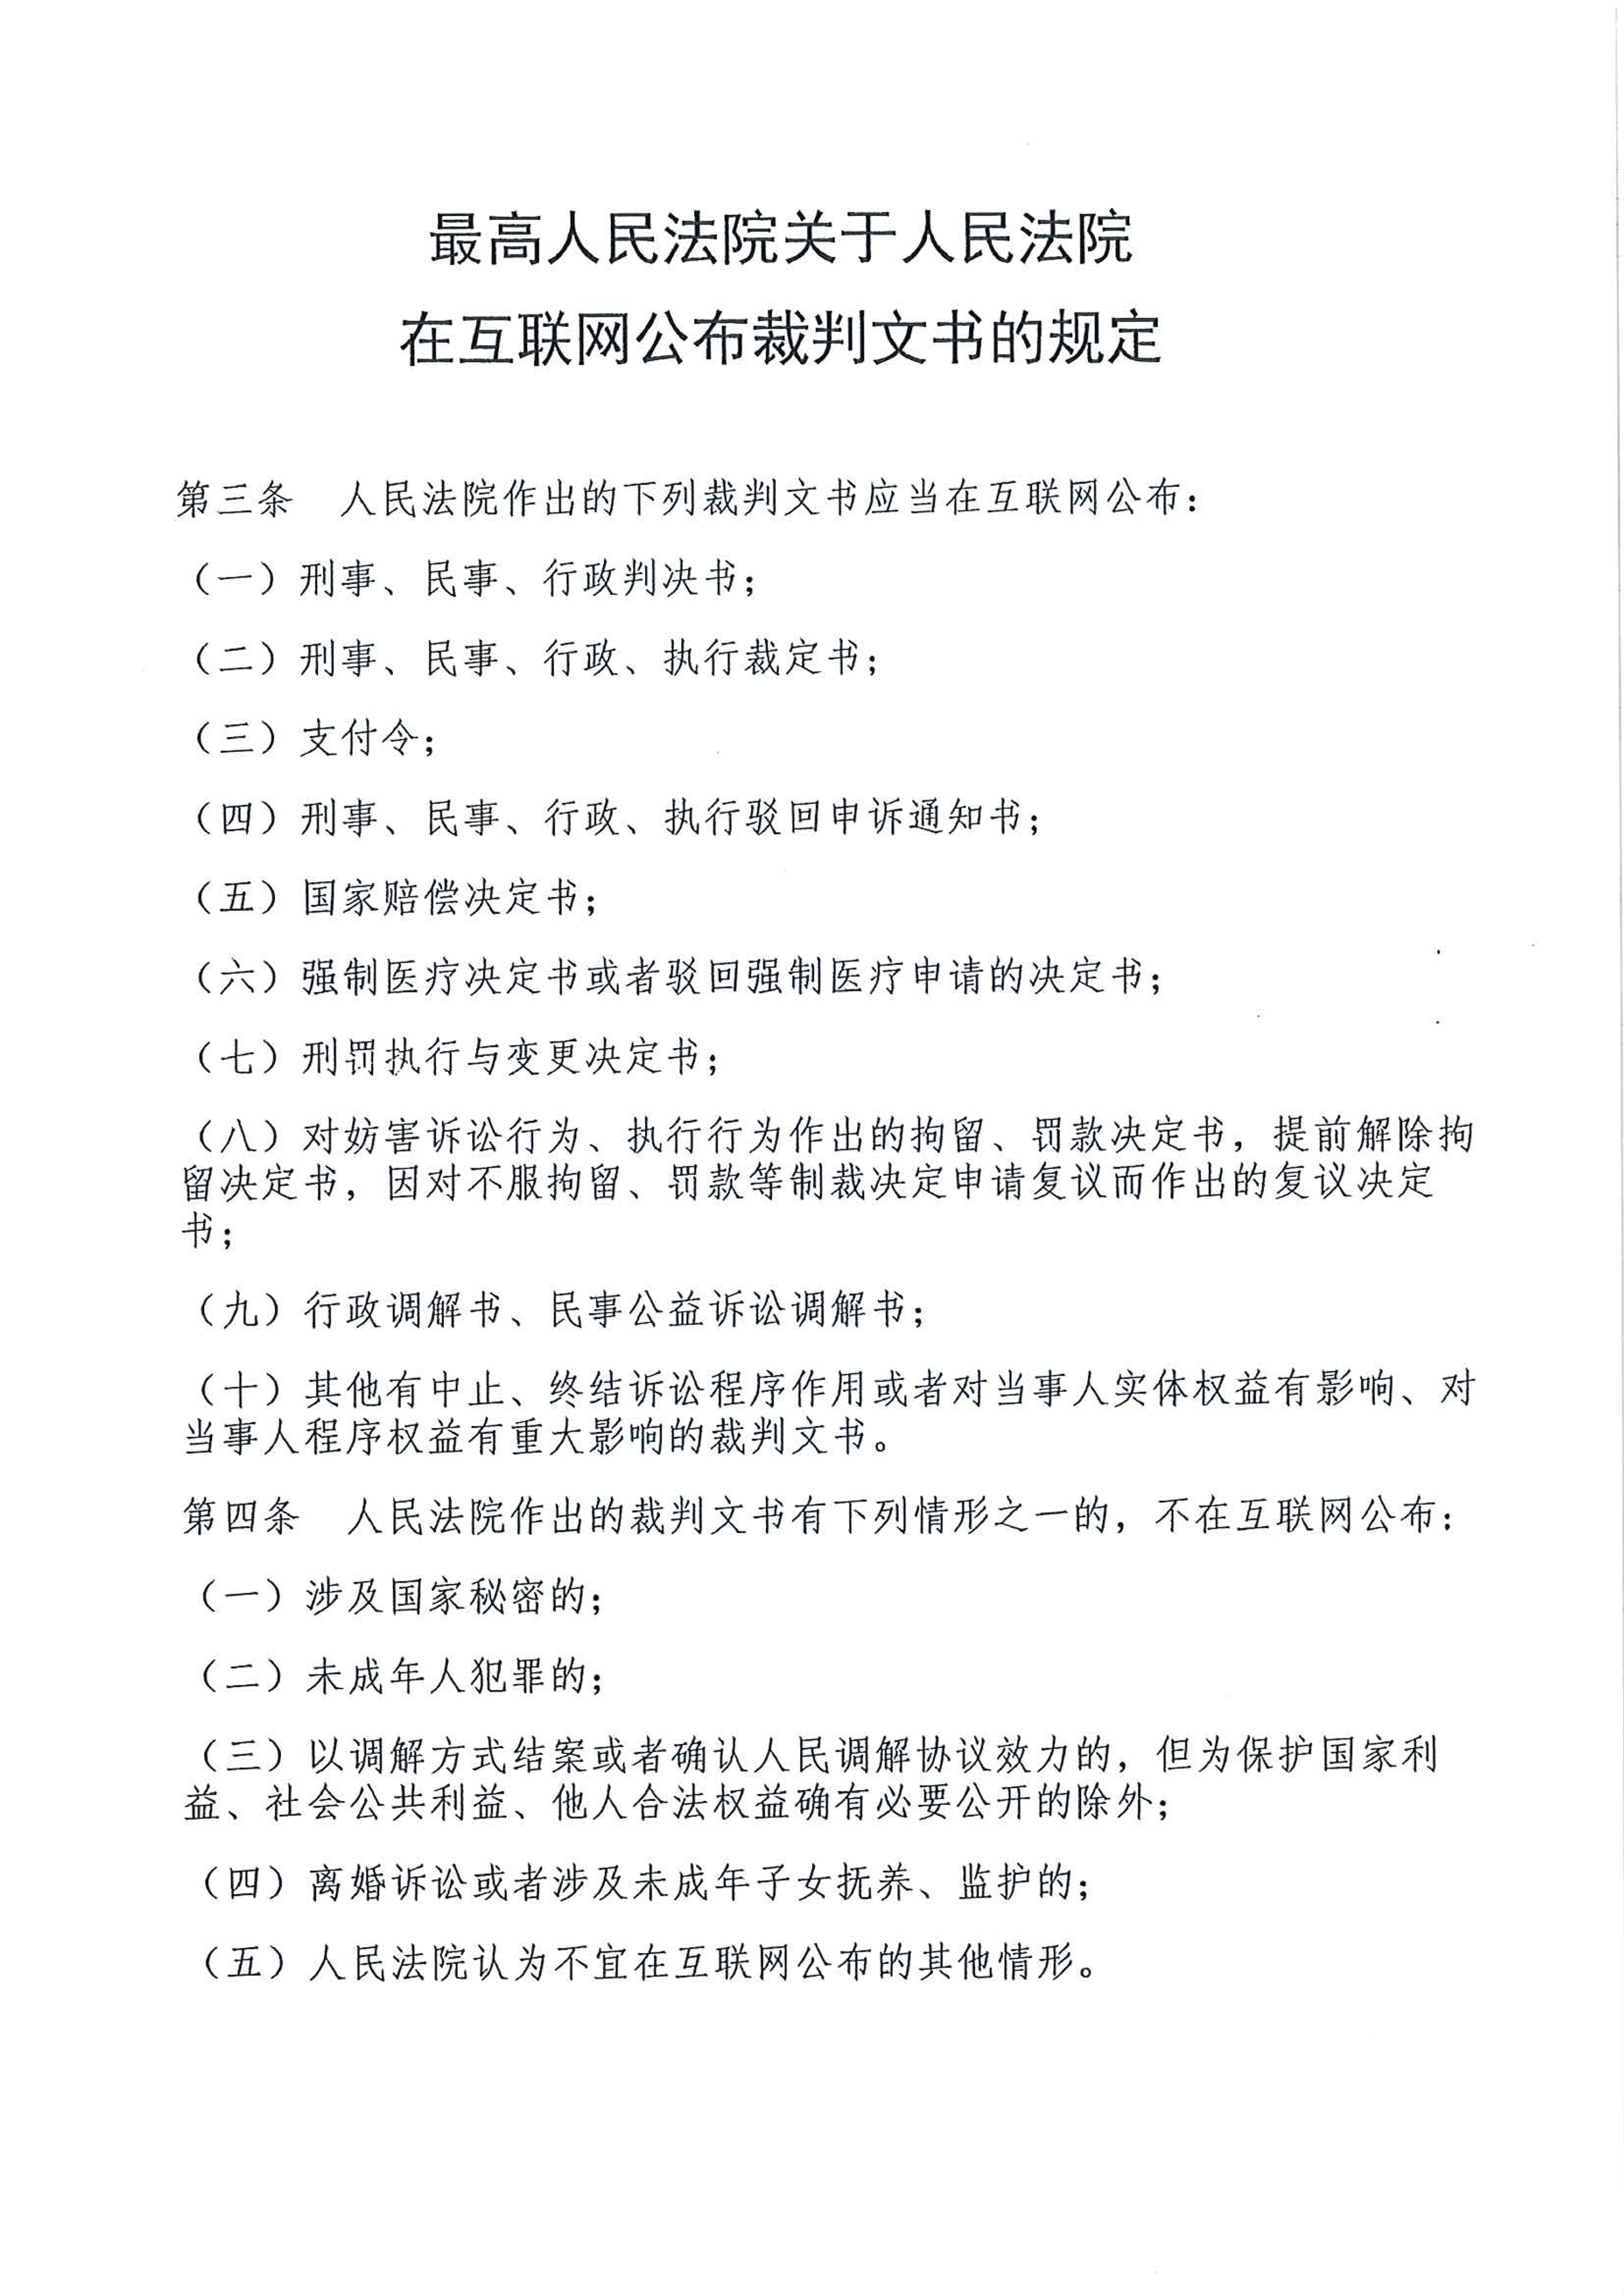 最高人民法院关于人民法院
在互联网公布裁判文书的规定
第三条　人民法院作出的下列裁判文书应当在互联网公布：
（一）刑事、民事、行政判决书；
（二）刑事、民事、行政、执行裁定书；
（三）支付令；
（四）刑事、民事、行政、执行驳回申诉通知书；
（五）国家赔偿决定书；
（六）强制医疗决定书或者驳回强制医疗申请的决定书；
（七）刑罚执行与变更决定书；
（八）对妨害诉讼行为、执行行为作出的拘留、罚款决定书，提前解除拘
留决定书，因对不服拘留、罚款等制裁决定申请复议而作出的复议决定
书；
（九）行政调解书、民事公益诉讼调解书；
（十）其他有中止、终结诉讼程序作用或者对当事人实体权益有影响、对
当事人程序权益有重大影响的裁判文书。
第四条　人民法院作出的裁判文书有下列情形之一的，不在互联网公布：
（一）涉及国家秘密的；
（二）未成年人犯罪的；
（三）以调解方式结案或者确认人民调解协议效力的，但为保护国家利
益、社会公共利益、他人合法权益确有必要公开的除外；
（四）离婚诉讼或者涉及未成年子女抚养、监护的；
（五）人民法院认为不宜在互联网公布的其他情形。